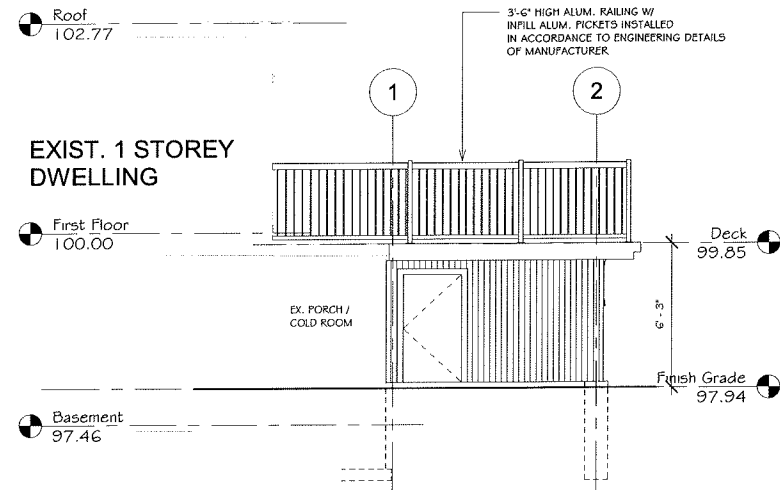 Roof
102.77
3'-6" HIGH ALUM. RAILING W/
INFILL ALUM. PICKETS INSTALLED
IN ACCORDANCE TO ENGINEERING DETAILS
OF MANUFACTURER
1
2
EXIST. 1 STOREY
DWELLING
First Floor
100.00
Deck
99.85
EX. PORCH /
COLD ROOM
6' - 3"
Finish Grade
97.94
Basement
97.46